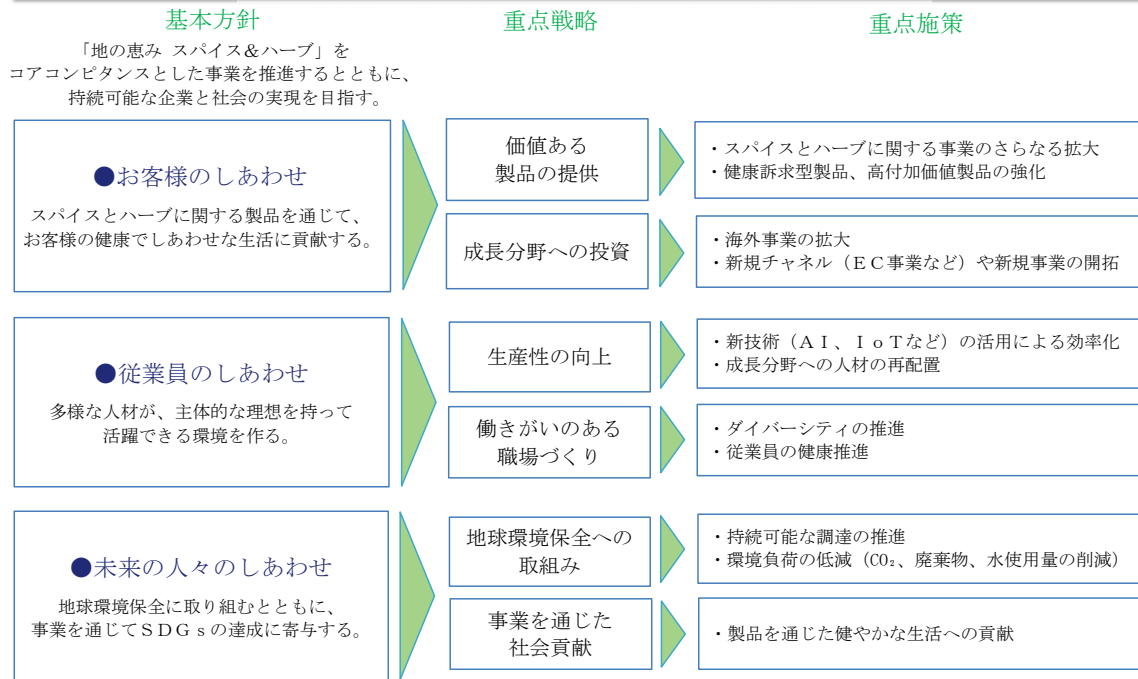 基本方針
重点戦略
重点施策
「地の恵み スパイス&ハーブ」を
コアコンピタンスとした事業を推進するとともに、
持続可能な企業と社会の実現を目指す。
●お客様のしあわせ
スパイスとハーブに関する製品を通じて、
お客様の健康でしあわせな生活に貢献する。
価値ある
製品の提供
・スパイスとハーブに関する事業のさらなる拡大
・健康訴求型製品、高付加価値製品の強化
成長分野への投資
・海外事業の拡大
・新規チャネル(EC事業など)や新規事業の開拓
●従業員のしあわせ
多様な人材が、主体的な理想を持って
活躍できる環境を作る。
生産性の向上
・新技術(AI、IoTなど)の活用による効率化
・成長分野への人材の再配置
働きがいのある
職場づくり
・ダイバーシティの推進
・従業員の健康推進
●未来の人々のしあわせ
地球環境保全に取り組むとともに、
事業を通じてSDGsの達成に寄与する。
地球環境保全への
取組み
・持続可能な調達の推進
・環境負荷の低減(CO₂、廃棄物、水使用量の削減)
事業を通じた
社会貢献
・製品を通じた健やかな生活への貢献